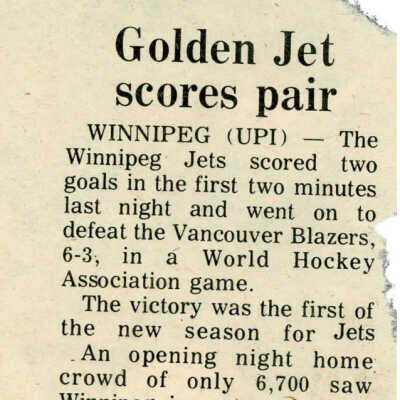 Golden Jet
scores pair
WINNIPEG (UPI) — The
Winnipeg Jets scored two
goals in the first two minutes
last night and went on to
defeat the Vancouver Blazers,
6-3, in a World Hockey
Association game.
The victory was the first of
the new season for Jets
An opening night home
crowd of only 6,700 saw